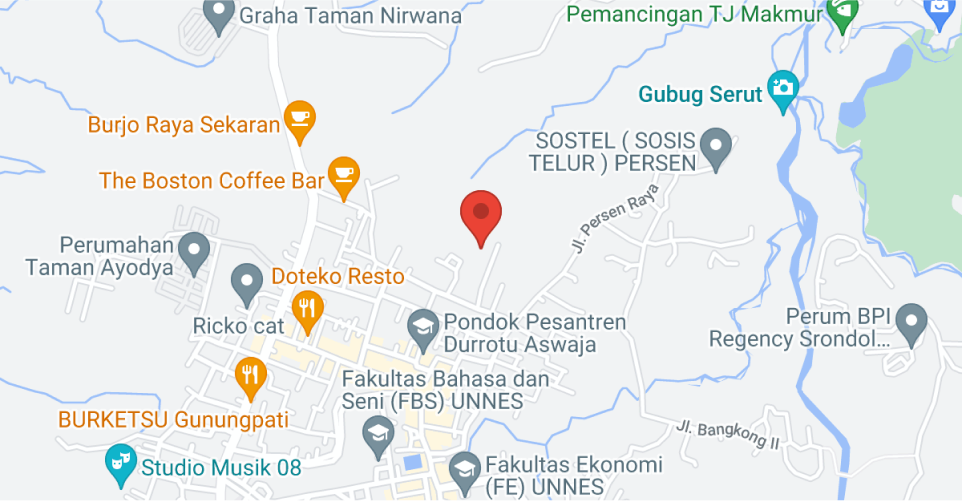 Graha Taman Nirwana
Pemancingan TJ Makmur
Gubug Serut
Burjo Raya Sekaran
SOSTEL ( SOSIS
TELUR ) PERSEN
The Boston Coffee Bar
Jl. Persen Raya
Perumahan
Taman Ayodya
Doteko Resto
Ricko cat
Pondok Pesantren
Durrotu Aswaja
Perum BPI
Regency Srondol...
Fakultas Bahasa dan
Seni (FBS) UNNES
BURKETSU Gunungpati
Jl. Bangkong II
Studio Musik 08
Fakultas Ekonomi
(FE) UNNES